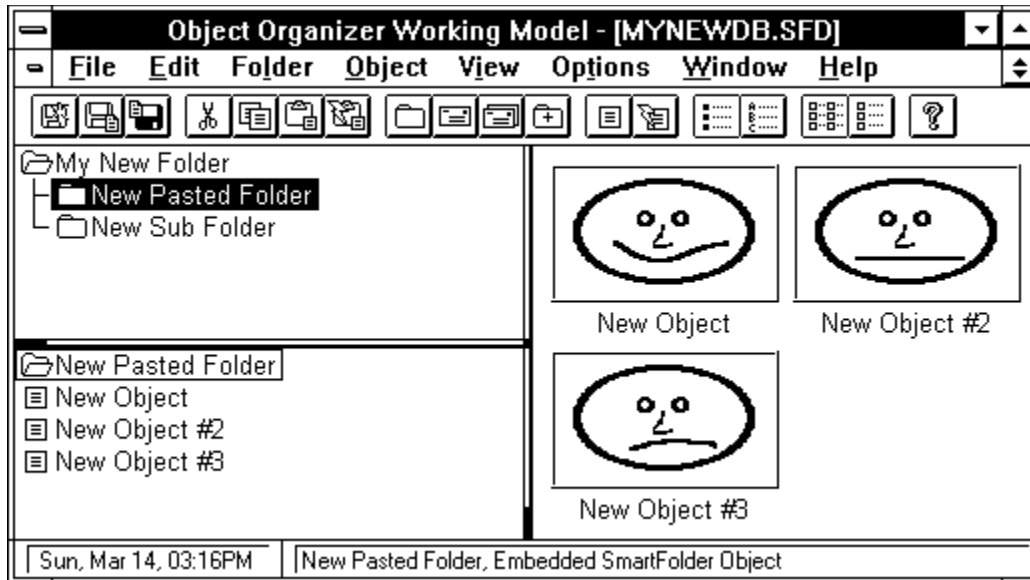 Object Organizer Working Model - [MYNEWDB.SFD]
File Edit Folder Object View Options Window Help
My New Folder
New Pasted Folder
New Sub Folder
New Pasted Folder
New Object
New Object #2
New Object #3
New Object
New Object #2
New Object #3
Sun, Mar 14, 03:16PM
New Pasted Folder, Embedded SmartFolder Object